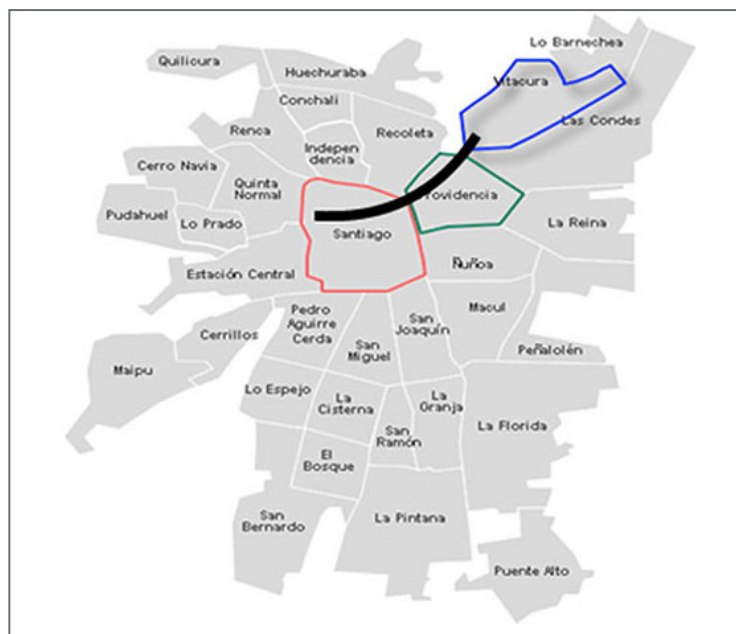 Lo Barnechea
Quilicura
Huechuraba
Vitacura
Conchali
Las Condes
Renca
Recoleta
Indepen
dencia
Cerro Navia
Quinta
Normal
Providencia
Pudahuel
Lo Prado
La Reina
Santiago
Ñuñoa
Estación Central
Macul
Pedro
Aguirre
Cerda
San
Joaquín
Cerrillos
San
Miguel
Peñalolén
Maipu
Lo Espejo
La
Cisterna
La
Granja
San
Ramón
La Florida
El
Bosque
San
Bernardo
La Pintana
Puente Alto